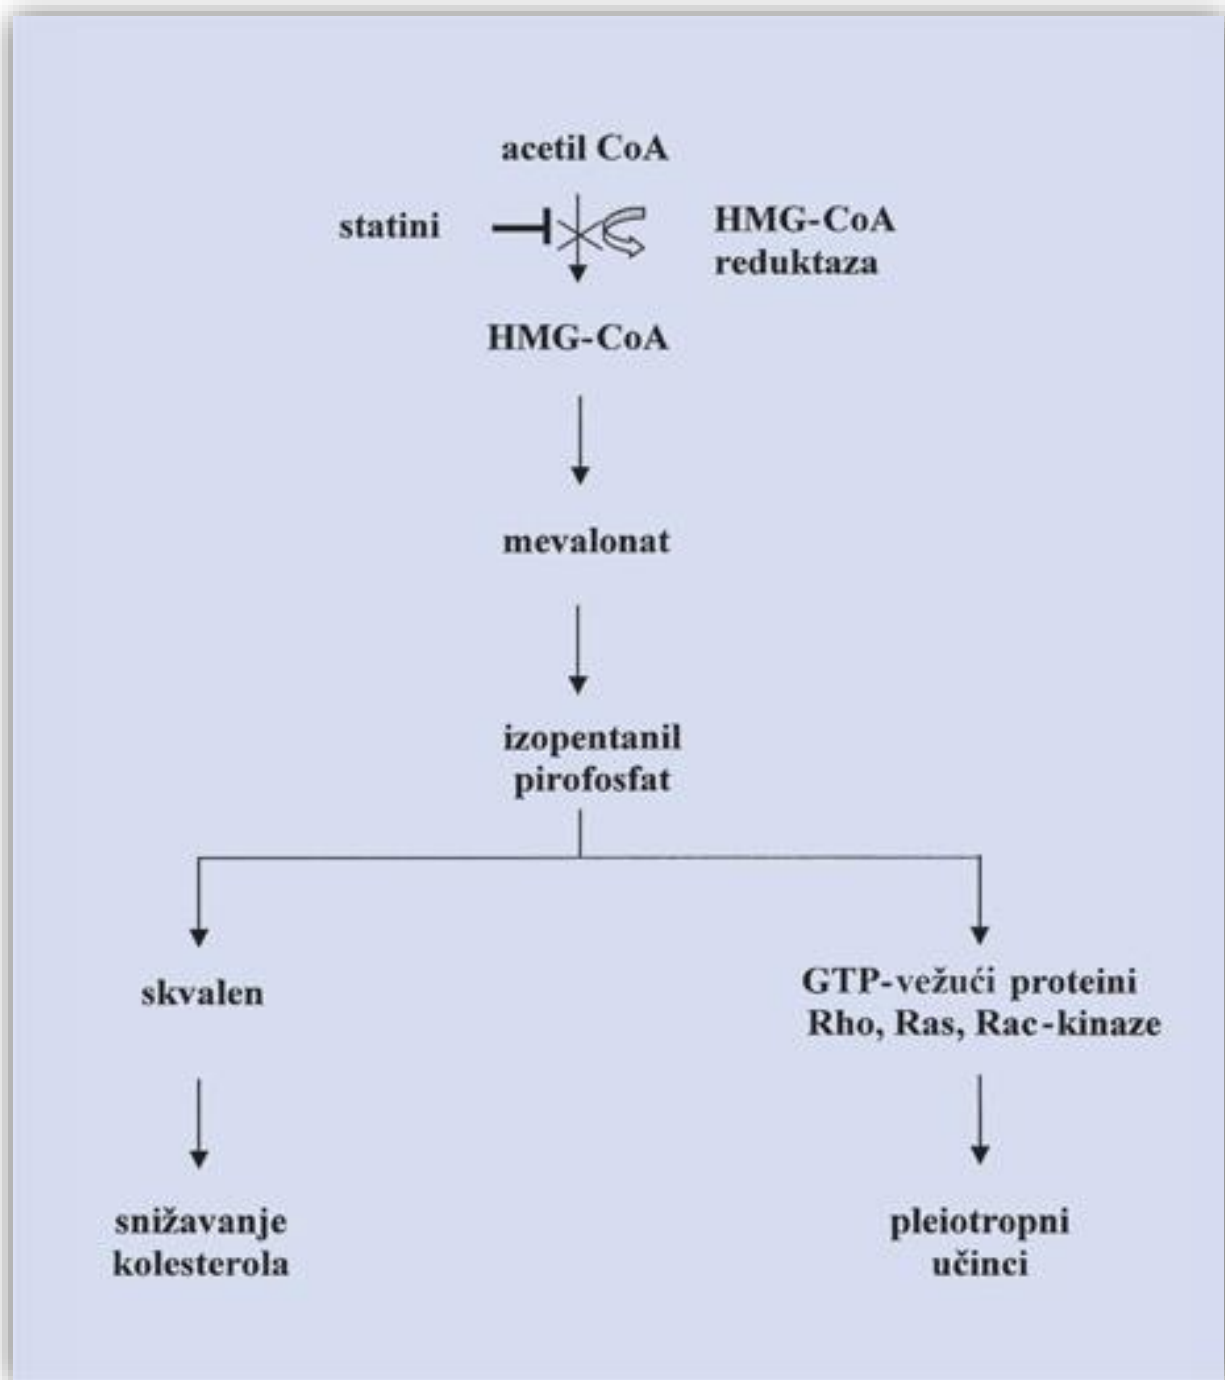 acetil CoA
statini
HMG-CoA
reduktaza
HMG-CoA
mevalonat
izopentanil
pirofosfat
skvalen
GTP-vežući proteini
Rho, Ras, Rac-kinaze
snižavanje
kolesterola
pleiotropni
učinci